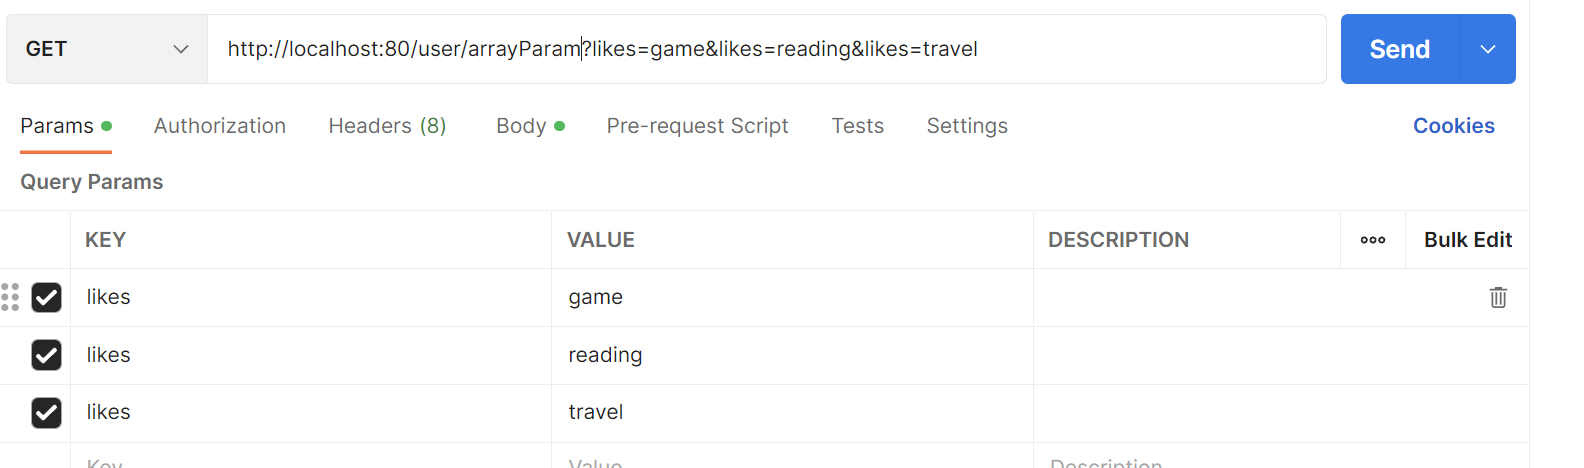 GET http://localhost:80/user/arrayParam?likes=game&likes=reading&likes=travel Send
Params Authorization Headers (8) Body Pre-request Script Tests Settings Cookies
Query Params
KEY VALUE DESCRIPTION ooo Bulk Edit
likes game
likes reading
likes travel
Key Value Description